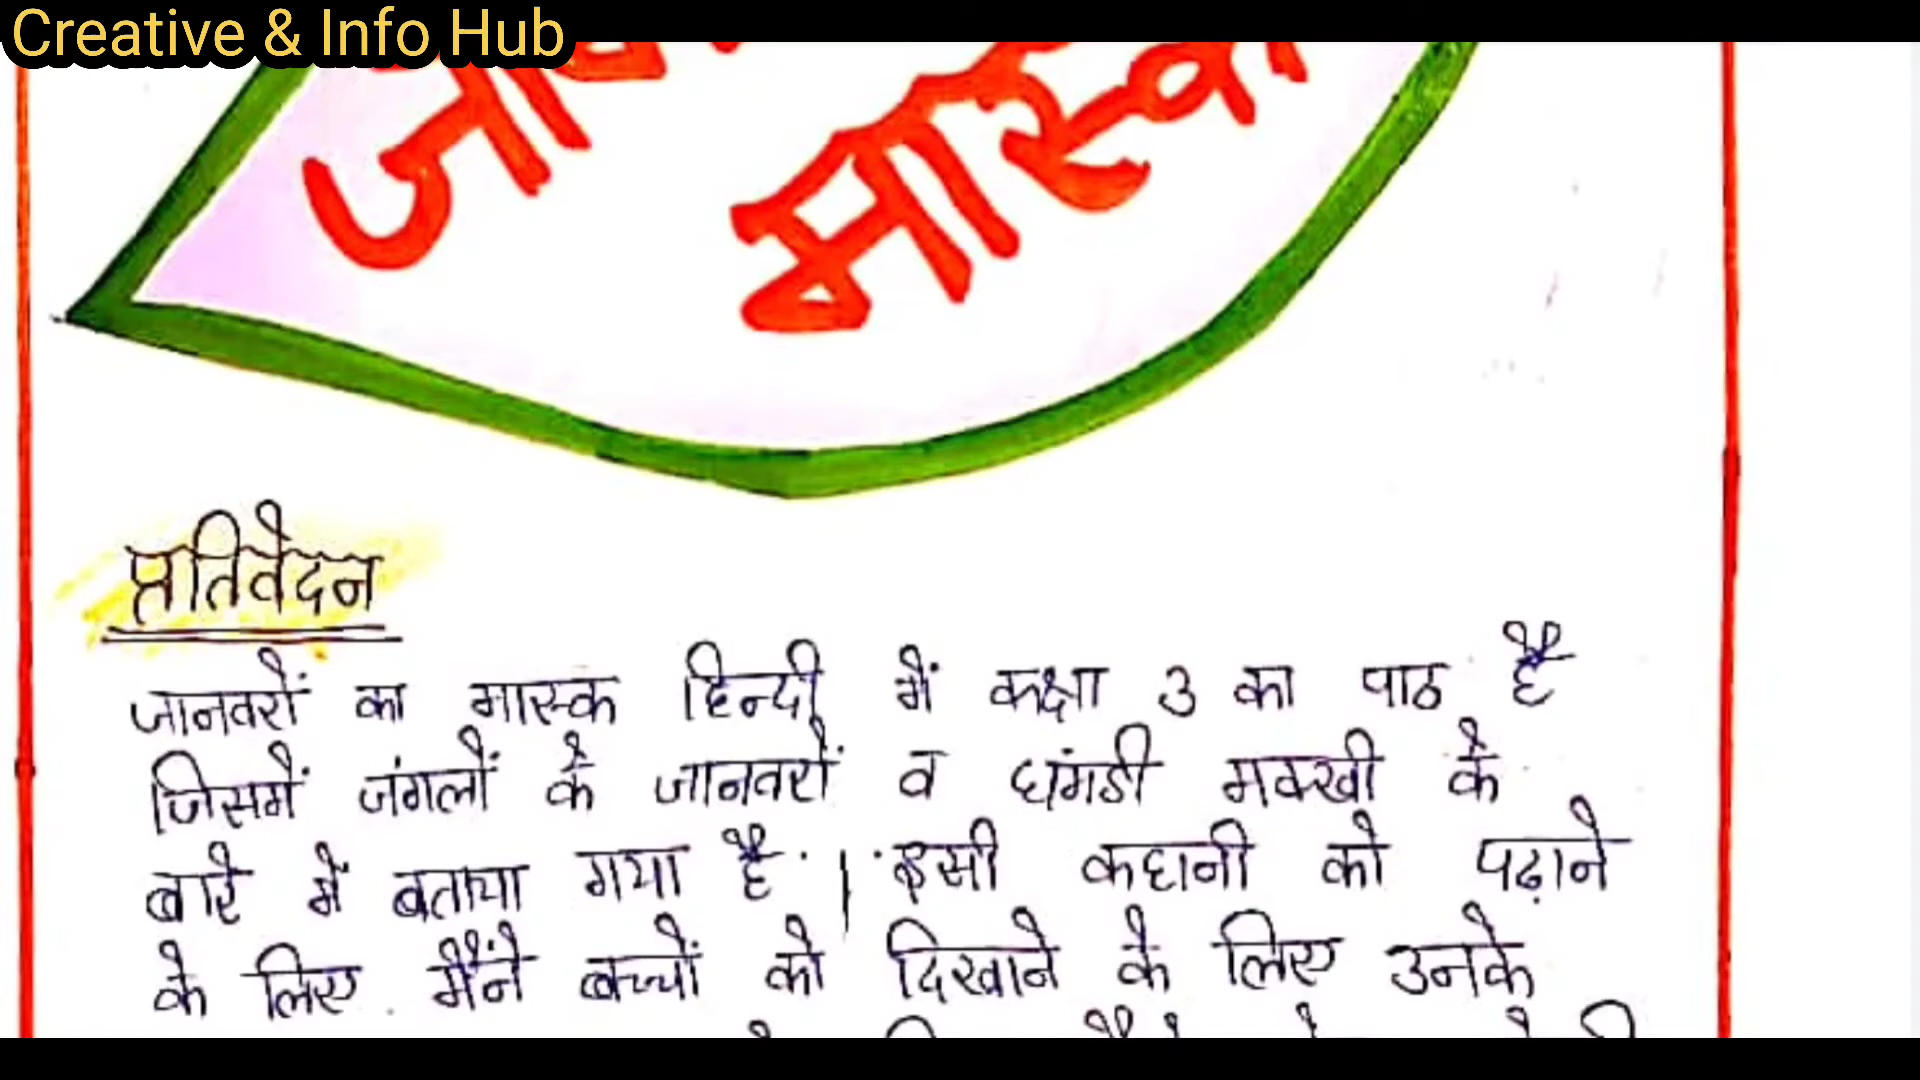 Creative & Info Hub
मास्क
प्रतिवेदन
जानवरों का मास्क हिन्दी में कक्षा 3 का पाठ है
जिसमें जंगलों के जानवरों व घंमडी मक्खी के
बारे में बताया गया है । इसी कहानी को पढ़ाने
के लिए मैंने बच्चों को दिखाने के लिए उनके